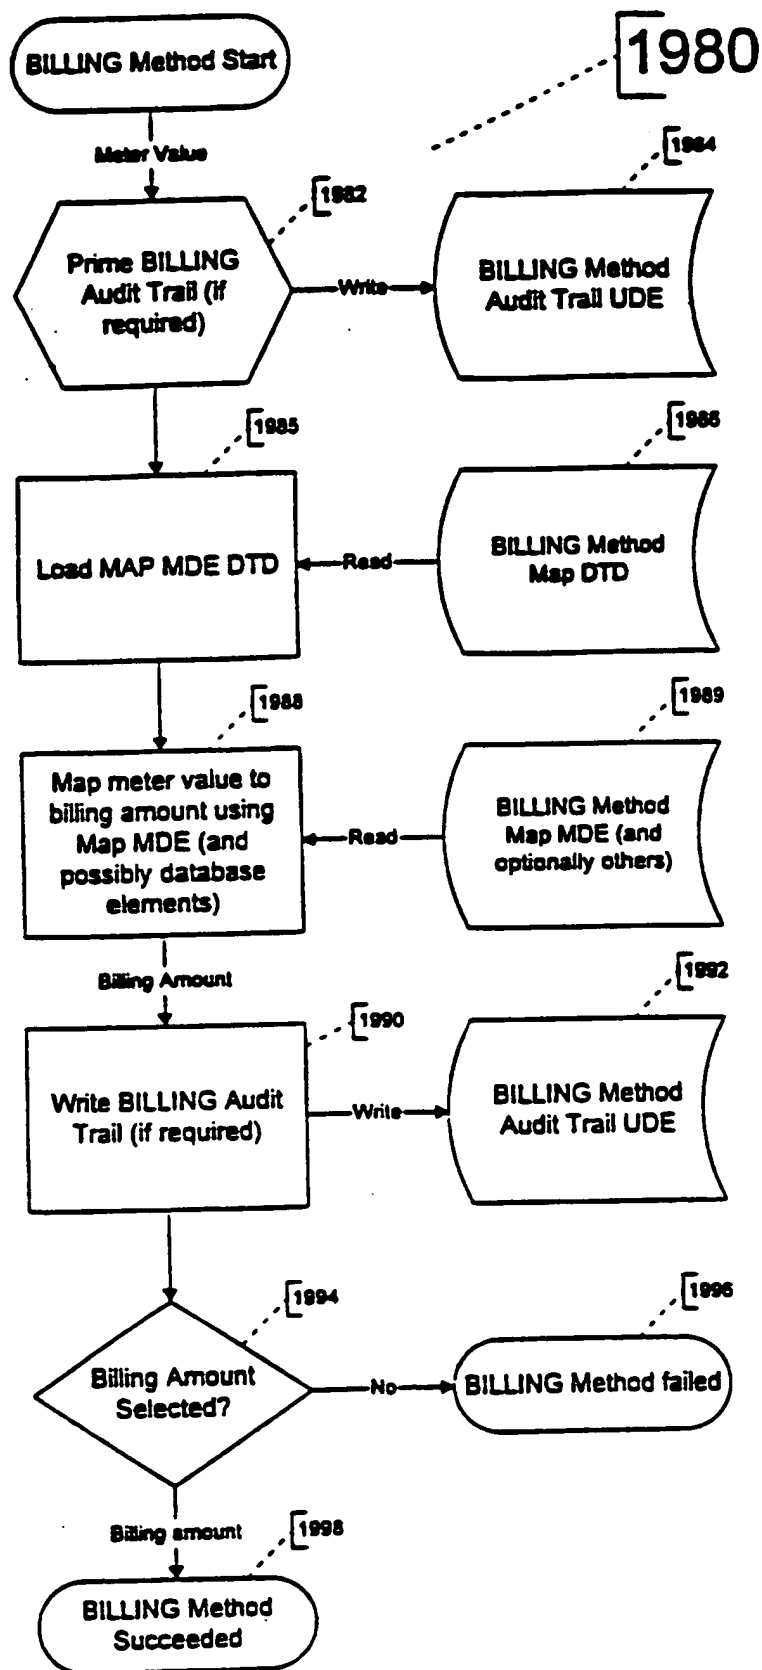 BILLING Method Start
1980
Meter Value
1984
1982
Prime BILLING
Audit Trail (if
required)
Write
BILLING Method
Audit Trail UDE
1985
1986
Load MAP MDE DTD
Read
BILLING Method
Map DTD
1988
1989
Map meter value to
billing amount using
Map MDE (and
possibly database
elements)
Read
BILLING Method
Map MDE (and
optionally others)
Billing Amount
1992
1990
Write BILLING Audit
Trail (if required)
Write
BILLING Method
Audit Trail UDE
1994
1996
Billing Amount
Selected?
No
BILLING Method failed
Billing amount
1998
BILLING Method
Succeeded